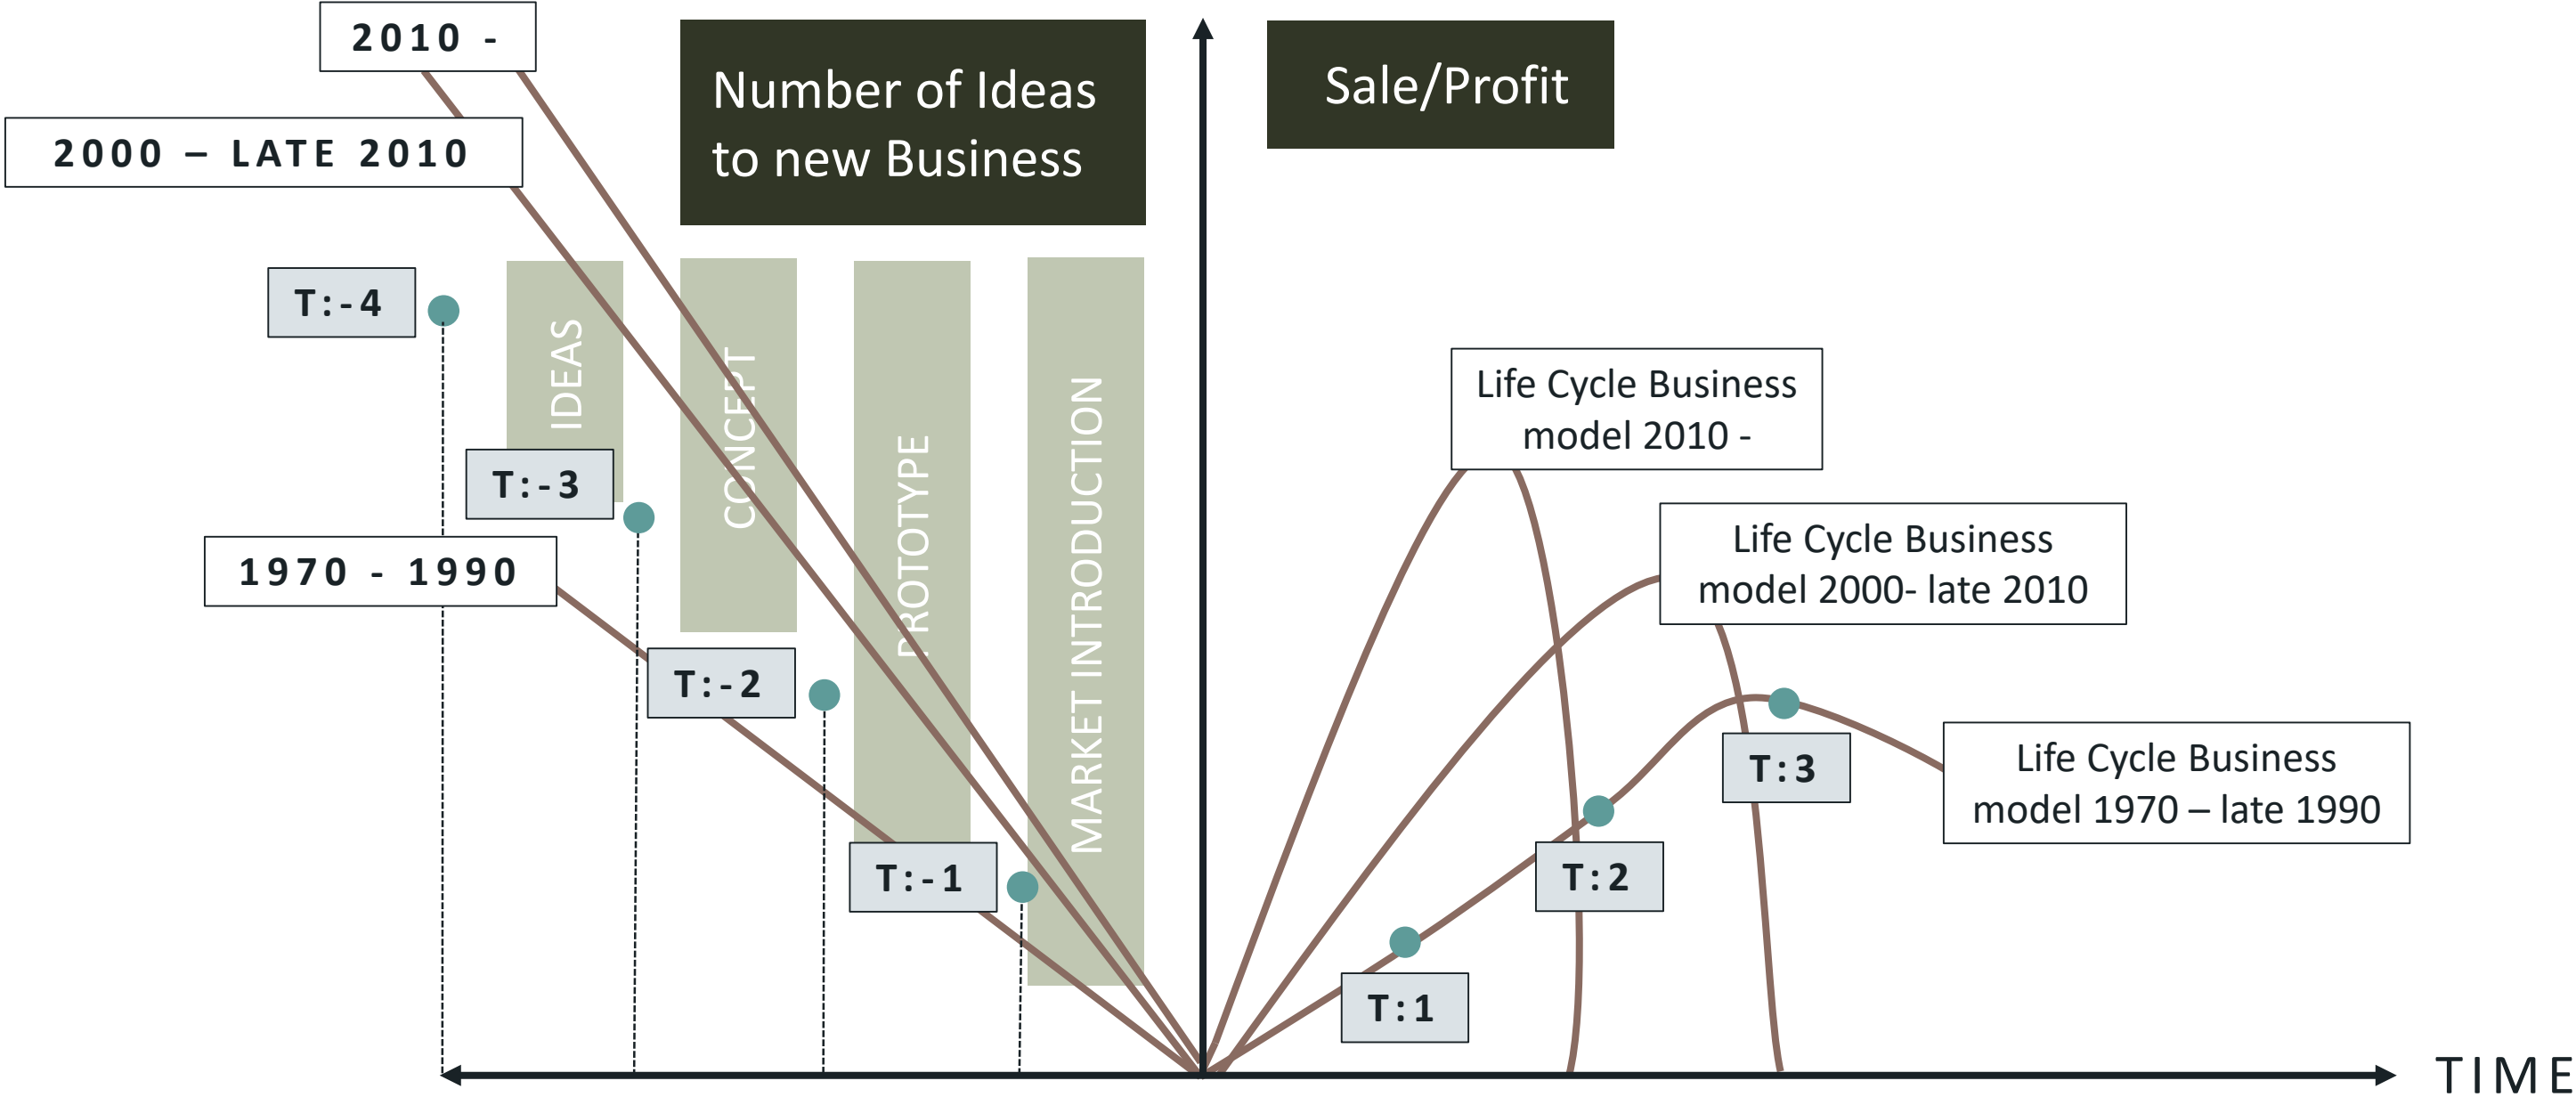 2010 -
2000 – LATE 2010
Number of Ideas
to new Business
Sale/Profit
T:-4
IDEAS
CONCEPT
PROTOTYPE
MARKET INTRODUCTION
T:-3
1970 - 1990
T:-2
T:-1
Life Cycle Business
model 2010 -
Life Cycle Business
model 2000- late 2010
Life Cycle Business
model 1970 – late 1990
T:3
T:2
T:1
TIME